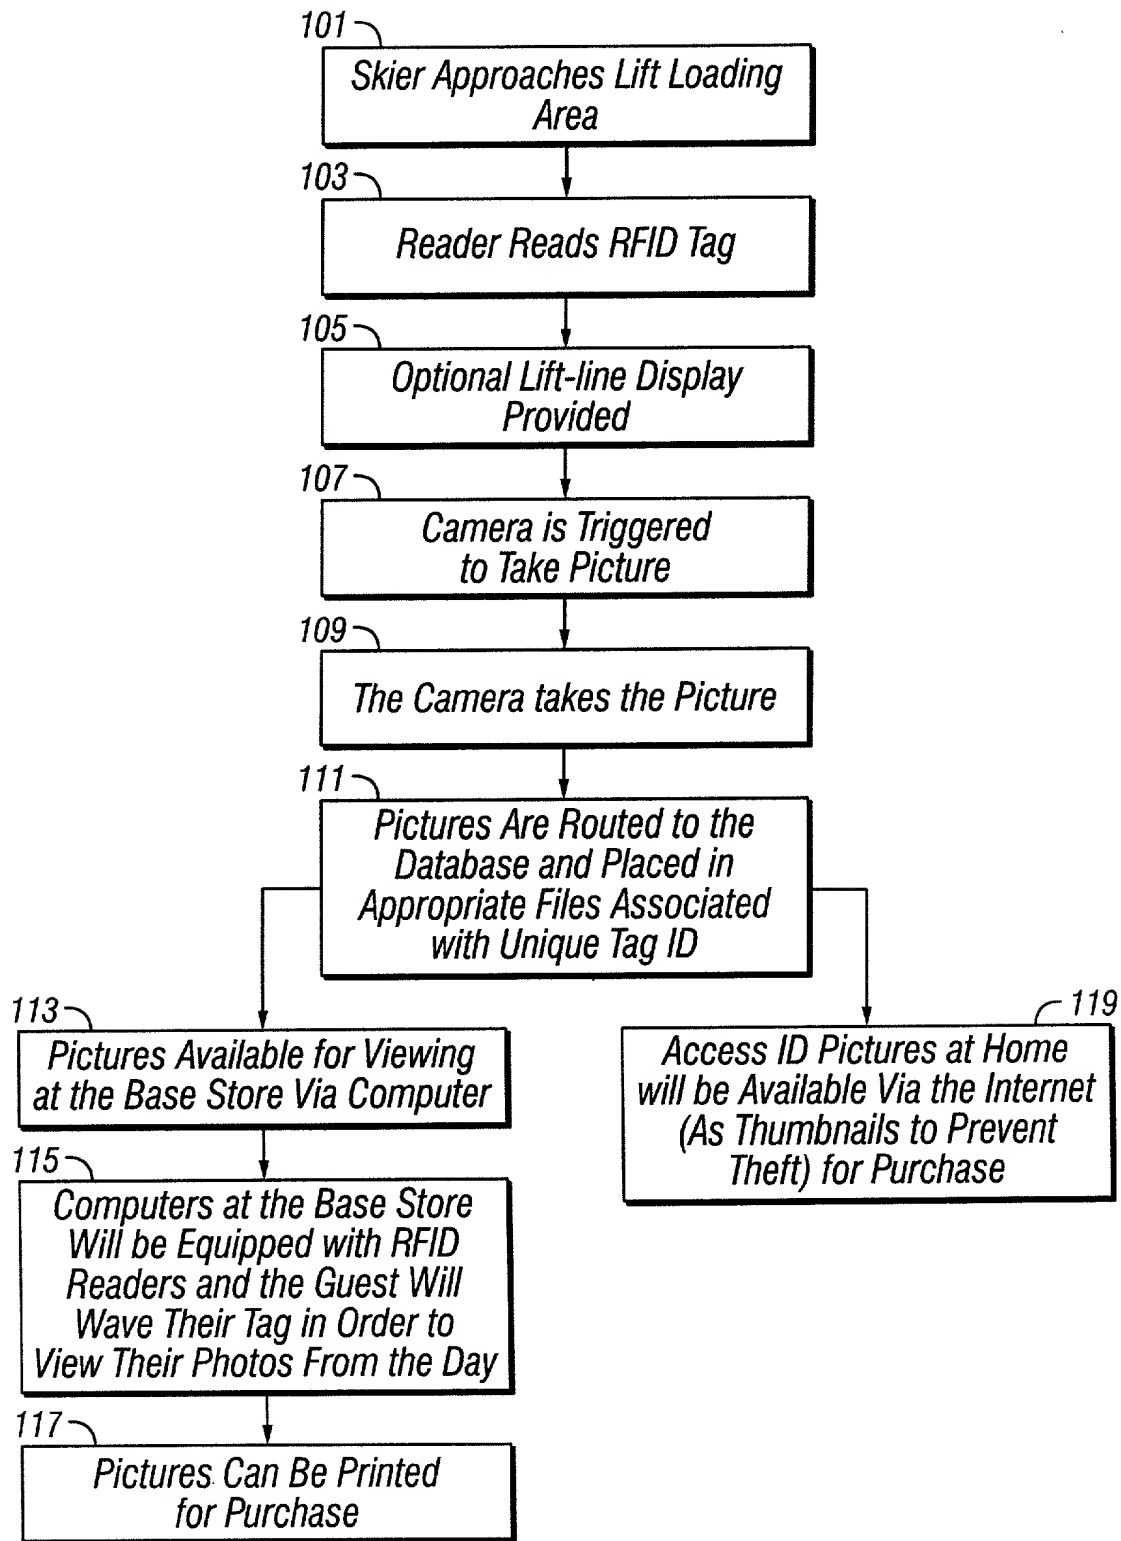 101
Skier Approaches Lift Loading
Area
103
Reader Reads RFID Tag
105
Optional Lift-line Display
Provided
107
Camera is Triggered
to Take Picture
109
The Camera takes the Picture
111
Pictures Are Routed to the
Database and Placed in
Appropriate Files Associated
with Unique Tag ID
113
Pictures Available for Viewing
at the Base Store Via Computer
115
Computers at the Base Store
Will be Equipped with RFID
Readers and the Guest Will
Wave Their Tag in Order to
View Their Photos From the Day
117
Pictures Can Be Printed
for Purchase
119
Access ID Pictures at Home
will be Available Via the Internet
(As Thumbnails to Prevent
Theft) for Purchase